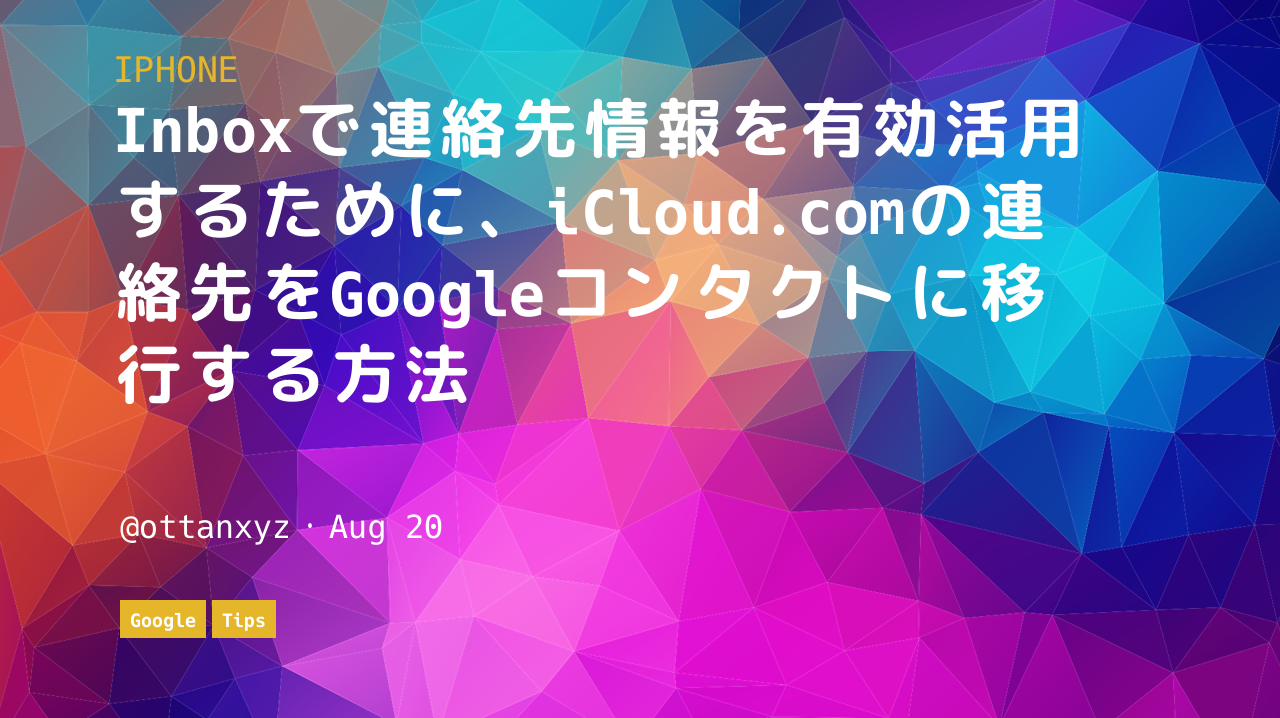 IPHONE
Inboxで連絡先情報を有効活用
するために、iCloud.comの連
絡先をGoogleコンタクトに移
行する方法
@ottanxyz・Aug 20
Google Tips